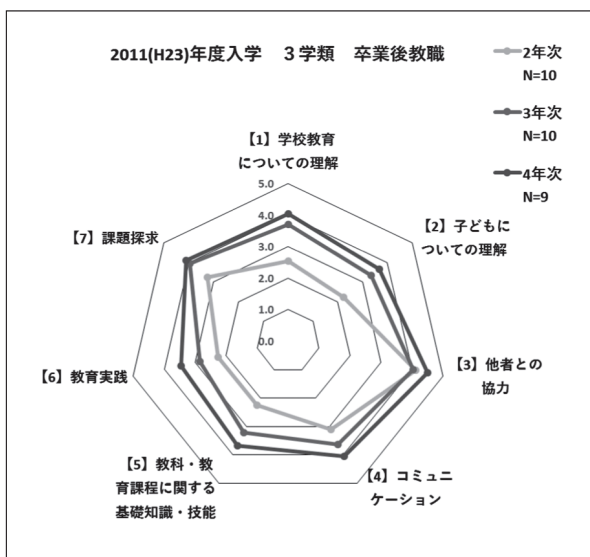 2011(H23)年度入学 3学類 卒業後教職
2年次
N=10
3年次
N=10
4年次
N=9
【1】学校教育
についての理解
【2】子どもに
ついての理解
【3】他者との
協力
【4】コミュニ
ケーション
【5】教科・教
育課程に関する
基礎知識・技能
【6】教育実践
【7】課題探求
5.0
4.0
3.0
2.0
1.0
0.0